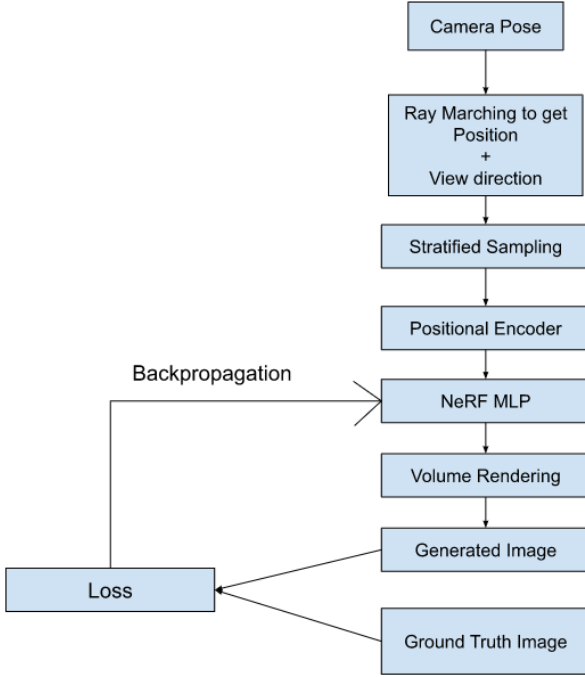 Camera Pose
Ray Marching to get
Position
+
View direction
Stratified Sampling
Positional Encoder
Backpropagation
NeRF MLP
Volume Rendering
Generated Image
Loss
Ground Truth Image